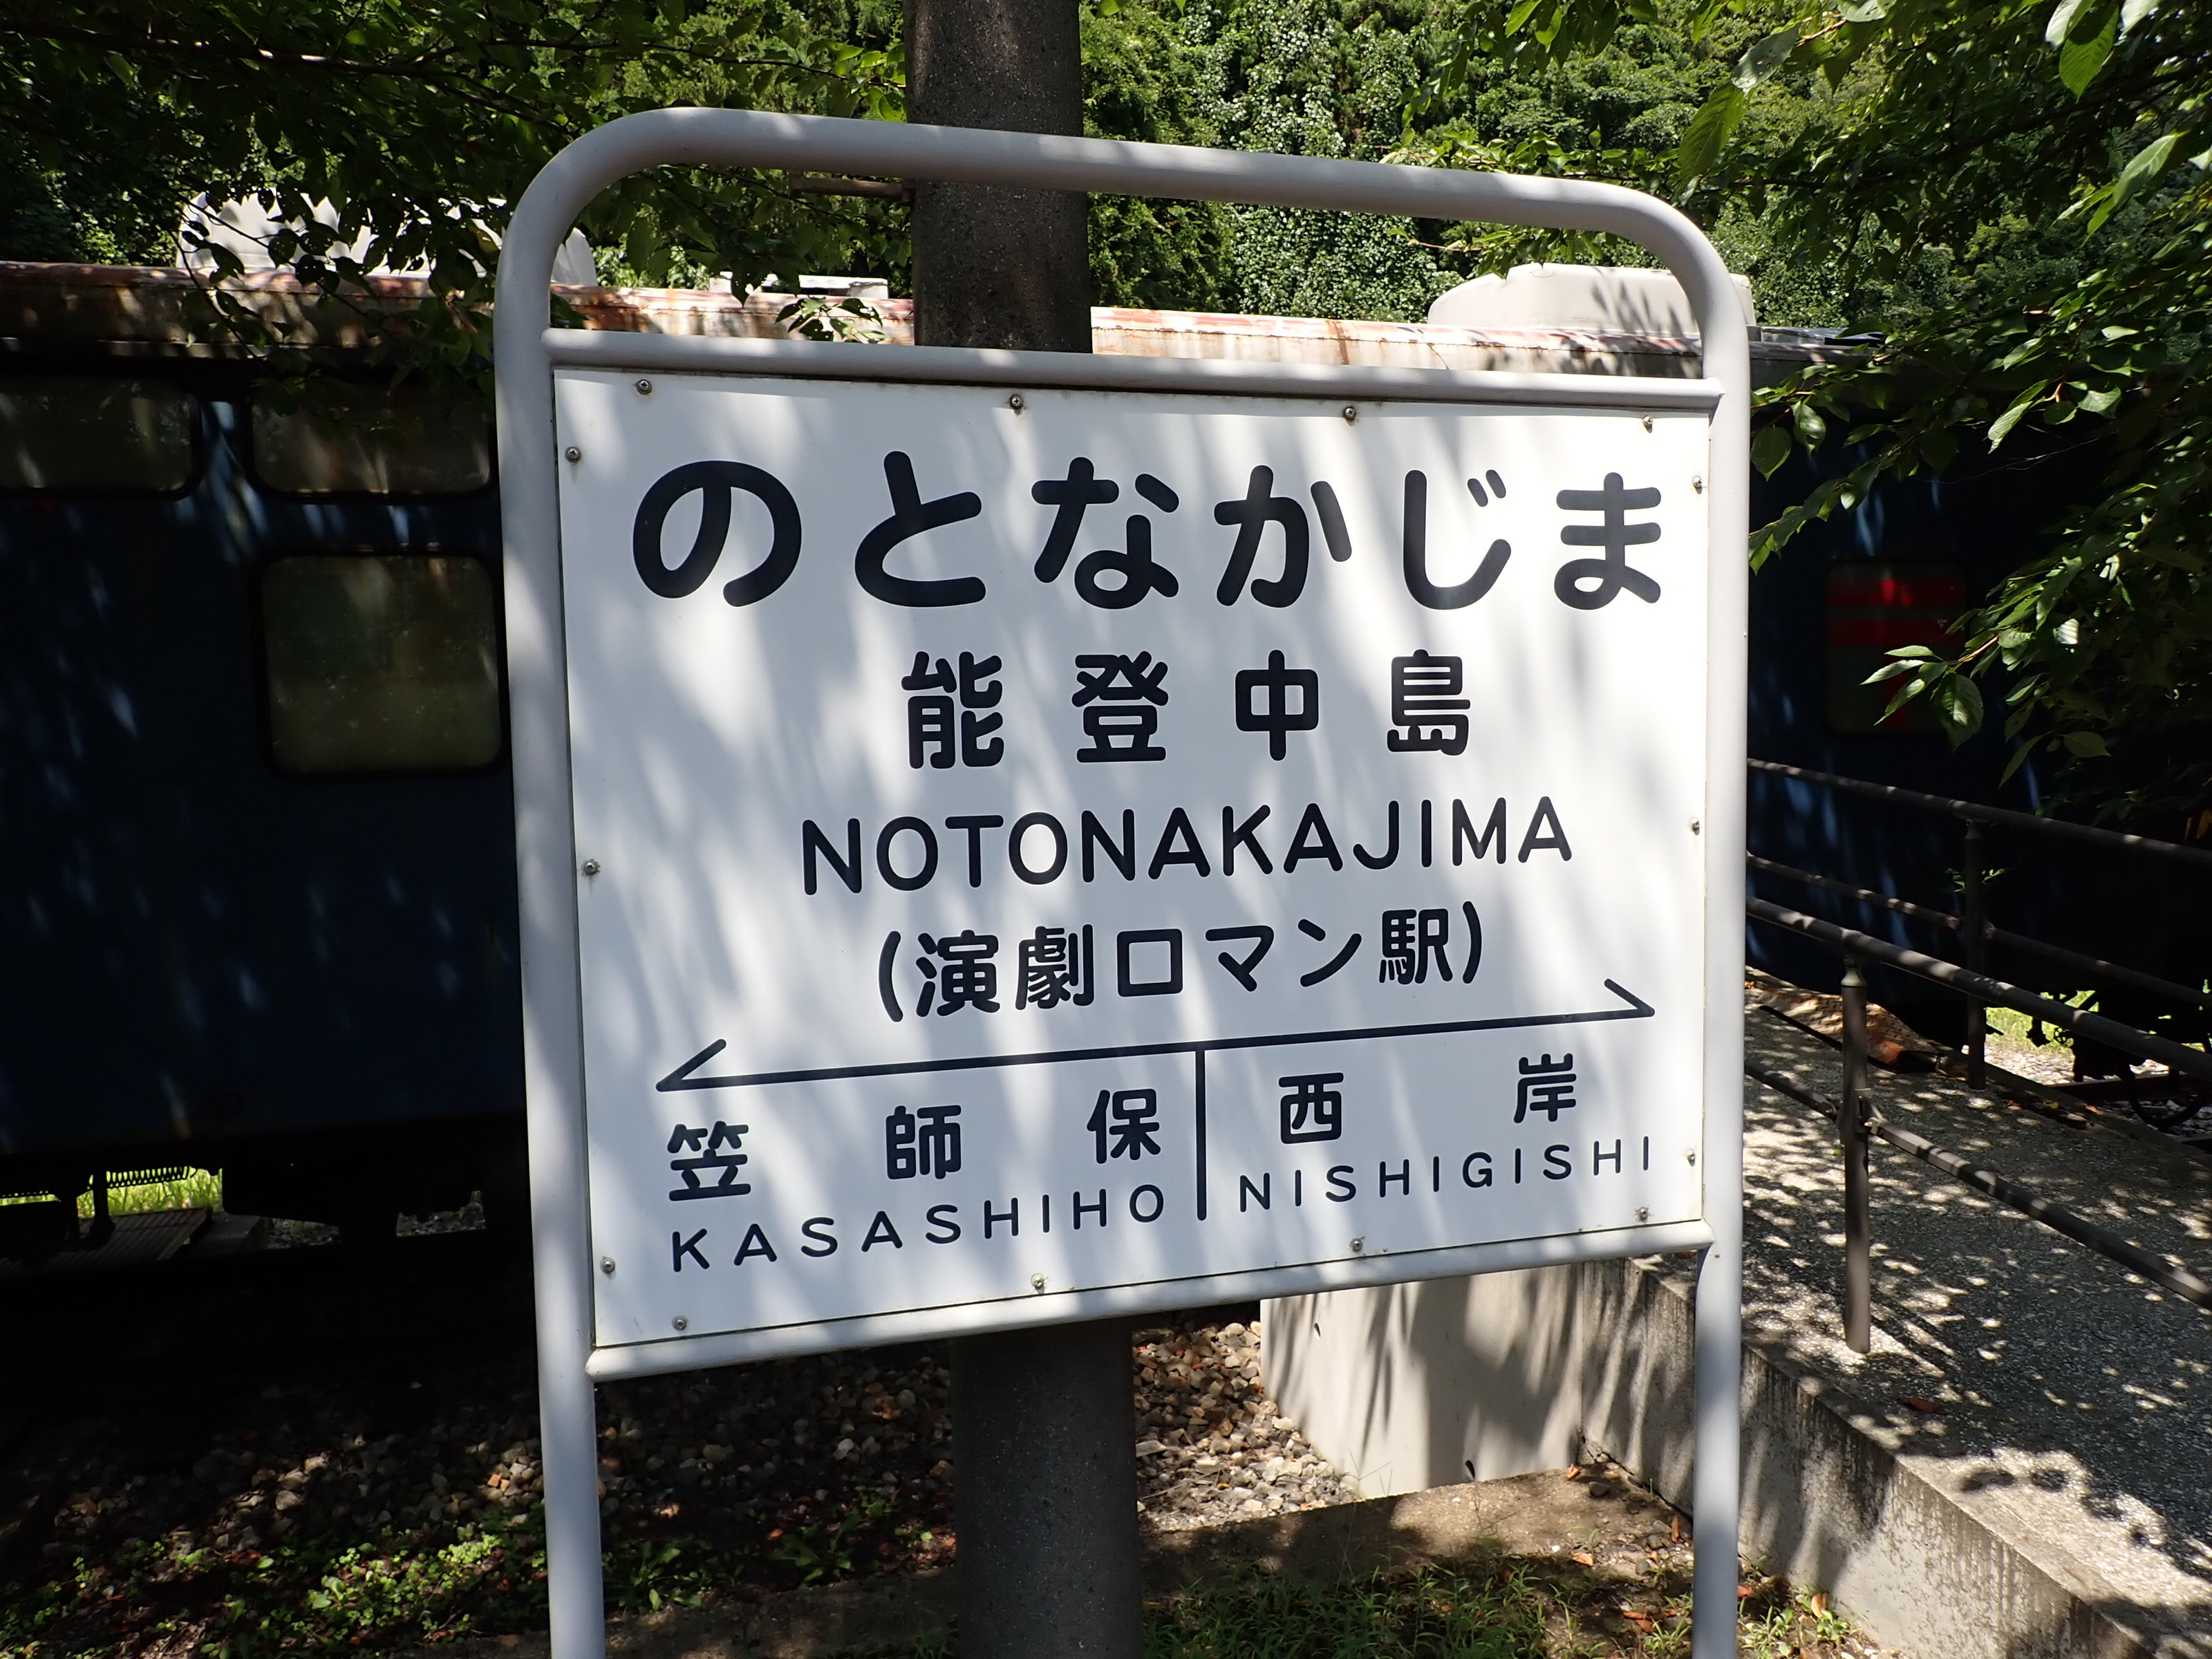 のとなかじま
能登中島
NOTONAKAJIMA
(演劇ロマン駅)
笠師保 西岸
KASASHIHO NISHIGISHI